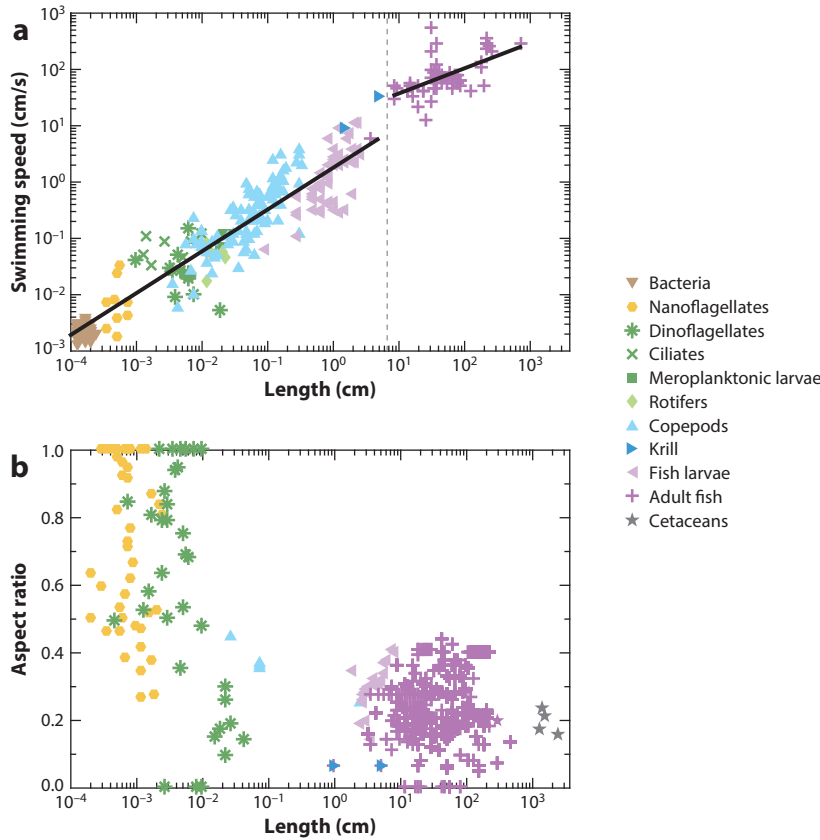 a
10³
10²
10¹
10⁰
10⁻¹
10⁻²
10⁻³
Swimming speed (cm/s)
10⁻⁴ 10⁻³ 10⁻² 10⁻¹ 10⁰ 10¹ 10² 10³
Length (cm)
Bacteria
Nanoflagellates
Dinoflagellates
Ciliates
Meroplanktonic larvae
Rotifers
Copepods
Krill
Fish larvae
Adult fish
Cetaceans
b
1.0
0.8
0.6
0.4
0.2
0.0
Aspect ratio
10⁻⁴ 10⁻³ 10⁻² 10⁻¹ 10⁰ 10¹ 10² 10³
Length (cm)